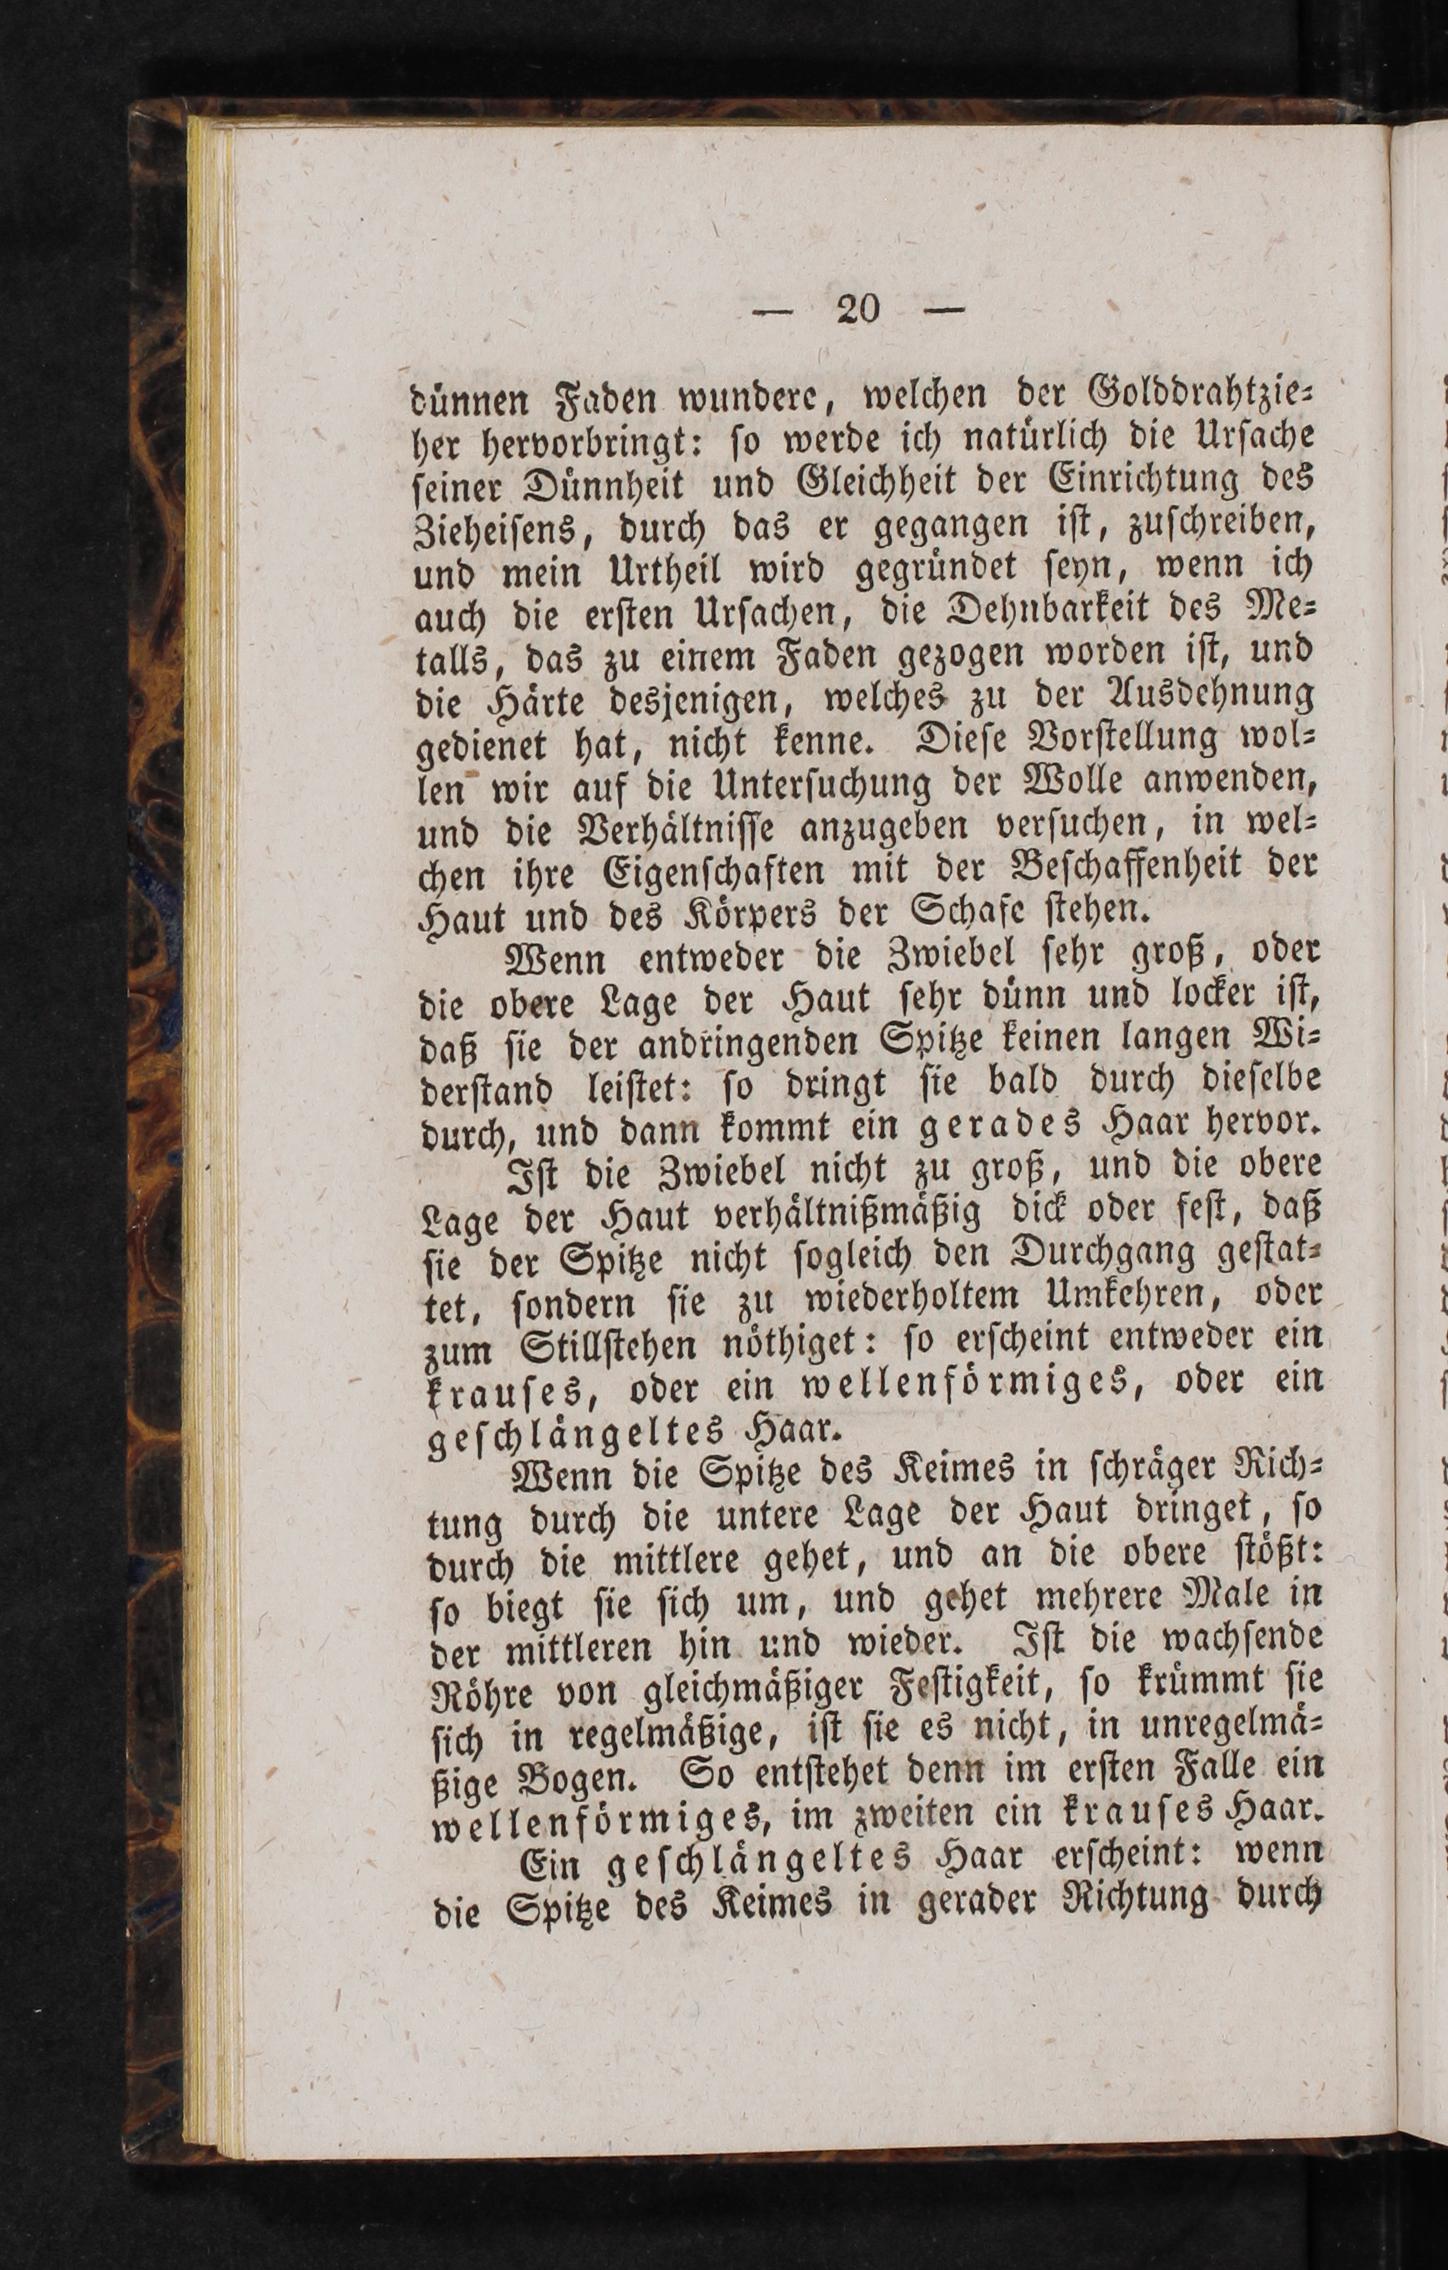 — 20 —
dünnen Faden wundere, welchen der Golddrahtzie-
her hervorbringt: so werde ich natürlich die Ursache
seiner Dünnheit und Gleichheit der Einrichtung des
Zieheisens, durch das er gegangen ist, zuschreiben,
und mein Urtheil wird gegründet seyn, wenn ich
auch die ersten Ursachen, die Dehnbarkeit des Me-
talls, das zu einem Faden gezogen worden ist, und
die Härte desjenigen, welches zu der Ausdehnung
gedienet hat, nicht kenne. Diese Vorstellung wol-
len wir auf die Untersuchung der Wolle anwenden,
und die Verhältnisse anzugeben versuchen, in wel-
chen ihre Eigenschaften mit der Beschaffenheit der
Haut und des Körpers der Schafe stehen.
Wenn entweder die Zwiebel sehr groß, oder
die obere Lage der Haut sehr dünn und locker ist,
daß sie der andringenden Spitze keinen langen Wi-
derstand leistet: so dringt sie bald durch dieselbe
durch, und dann kommt ein gerades Haar hervor.
Ist die Zwiebel nicht zu groß, und die obere
Lage der Haut verhältnißmäßig dick oder fest, daß
sie der Spitze nicht sogleich den Durchgang gestat-
tet, sondern sie zu wiederholtem Umkehren, oder
zum Stillstehen nöthiget: so erscheint entweder ein
krauses, oder ein wellenförmiges, oder ein
geschlängeltes Haar.
Wenn die Spitze des Keimes in schräger Rich-
tung durch die untere Lage der Haut dringet, so
durch die mittlere gehet, und an die obere stößt:
so biegt sie sich um, und gehet mehrere Male in
der mittleren hin und wieder. Ist die wachsende
Röhre von gleichmäßiger Festigkeit, so krümmt sie
sich in regelmäßige, ist sie es nicht, in unregelmä-
ßige Bogen. So entstehet denn im ersten Falle ein
wellenförmiges, im zweiten ein krauses Haar.
Ein geschlängeltes Haar erscheint: wenn
die Spitze des Keimes in gerader Richtung durch